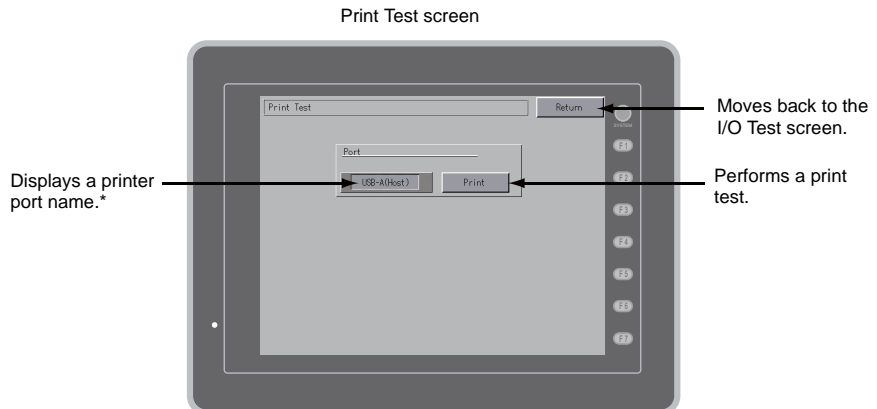 Print Test screen
Print Test
Return
Moves back to the
I/O Test screen.
SYSTEM
Port
F1
Displays a printer
port name.*
USB-A(Host)
Print
F2
Performs a print
test.
F3
F4
F5
F6
F7